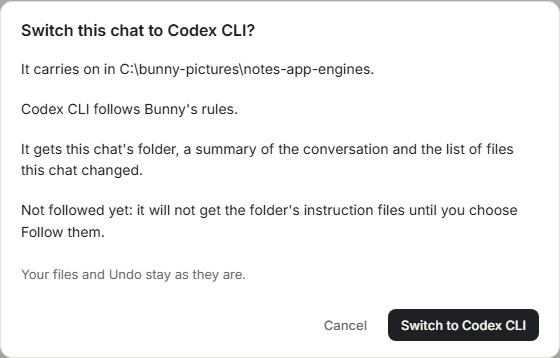 Switch this chat to Codex CLI?
It carries on in C:\bunny-pictures\notes-app-engines.
Codex CLI follows Bunny's rules.
It gets this chat's folder, a summary of the conversation and the list of files
this chat changed.
Not followed yet: it will not get the folder's instruction files until you choose
Follow them.
Your files and Undo stay as they are.
Cancel
Switch to Codex CLI